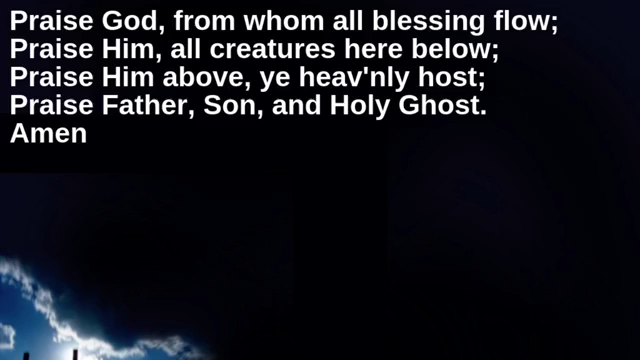 Praise God, from whom all blessing flow;
Praise Him, all creatures here below;
Praise Him above, ye heav'nly host;
Praise Father, Son, and Holy Ghost.
Amen